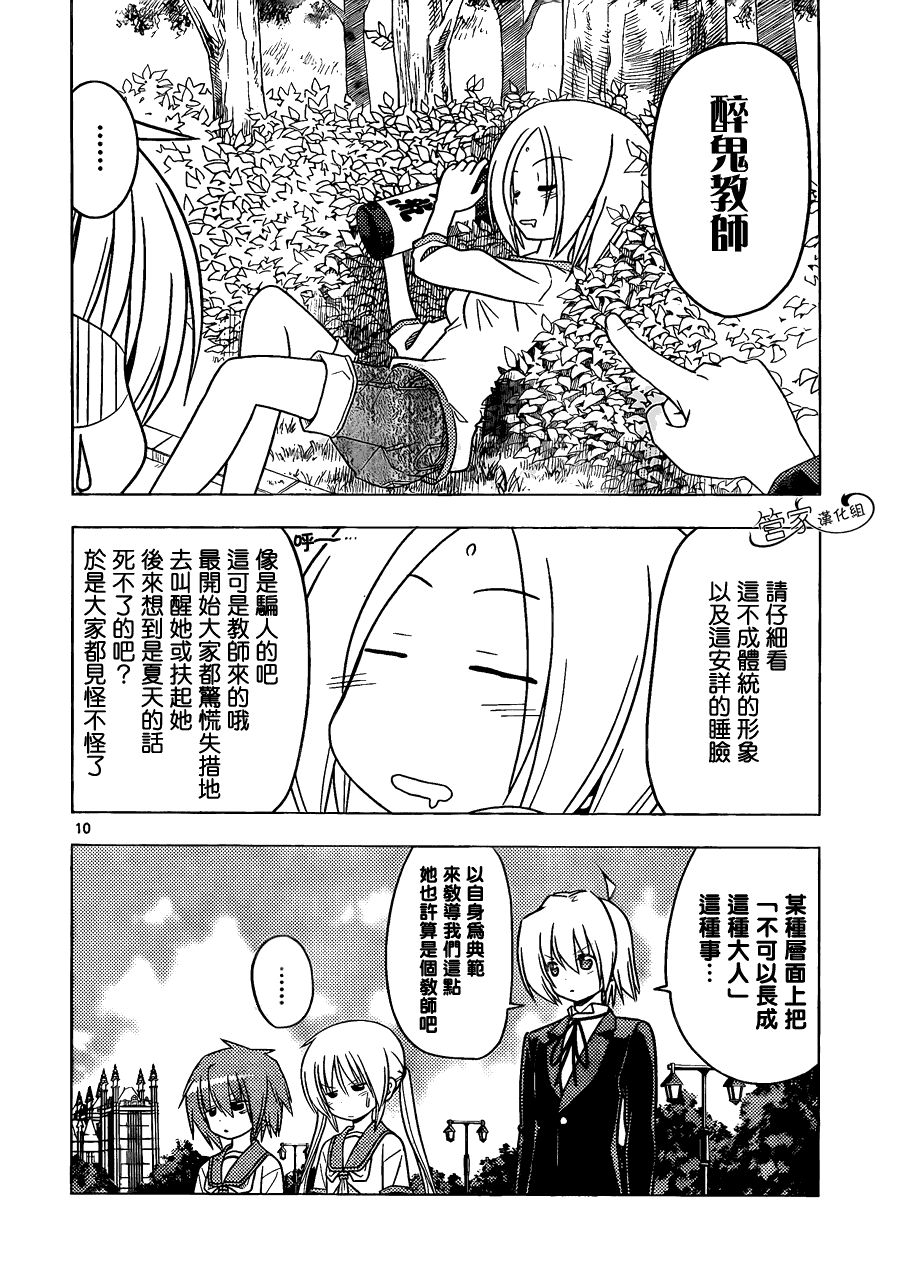 醉鬼教師
……
管家
漢化組
請仔細看
這不成體統的形象
以及這安詳的睡臉
呼
像是騙人的吧
這可是教師來的哦
最開始大家都驚慌失措地
去叫醒她或扶起她
後來想到是夏天的話
死不了的吧？
於是大家都見怪不怪了
10
某種層面上把
「不可以長成
這種大人」
這種事…
以自身為典範
來教導我們這點
她也許算是個教師吧
……